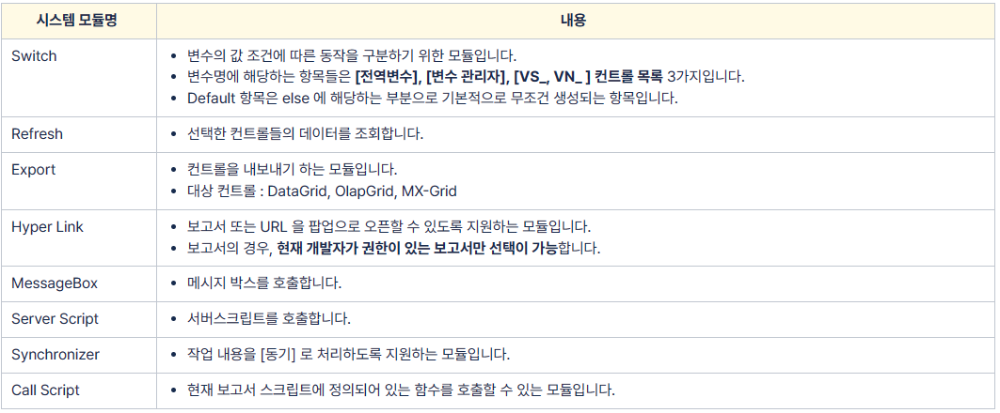 시스템 모듈명 내용
Switch
• 변수의 값 조건에 따른 동작을 구분하기 위한 모듈입니다.
• 변수명에 해당하는 항목들은 [전역변수], [변수 관리자], [VS_, VN_ ] 컨트롤 목록 3가지입니다.
• Default 항목은 else 에 해당하는 부분으로 기본적으로 무조건 생성되는 항목입니다.
Refresh
• 선택한 컨트롤들의 데이터를 조회합니다.
Export
• 컨트롤을 내보내기 하는 모듈입니다.
• 대상 컨트롤 : DataGrid, OlapGrid, MX-Grid
Hyper Link
• 보고서 또는 URL 을 팝업으로 오픈할 수 있도록 지원하는 모듈입니다.
• 보고서의 경우, 현재 개발자가 권한이 있는 보고서만 선택이 가능합니다.
MessageBox
• 메시지 박스를 호출합니다.
Server Script
• 서버스크립트를 호출합니다.
Synchronizer
• 작업 내용을 [동기] 로 처리하도록 지원하는 모듈입니다.
Call Script
• 현재 보고서 스크립트에 정의되어 있는 함수를 호출할 수 있는 모듈입니다.